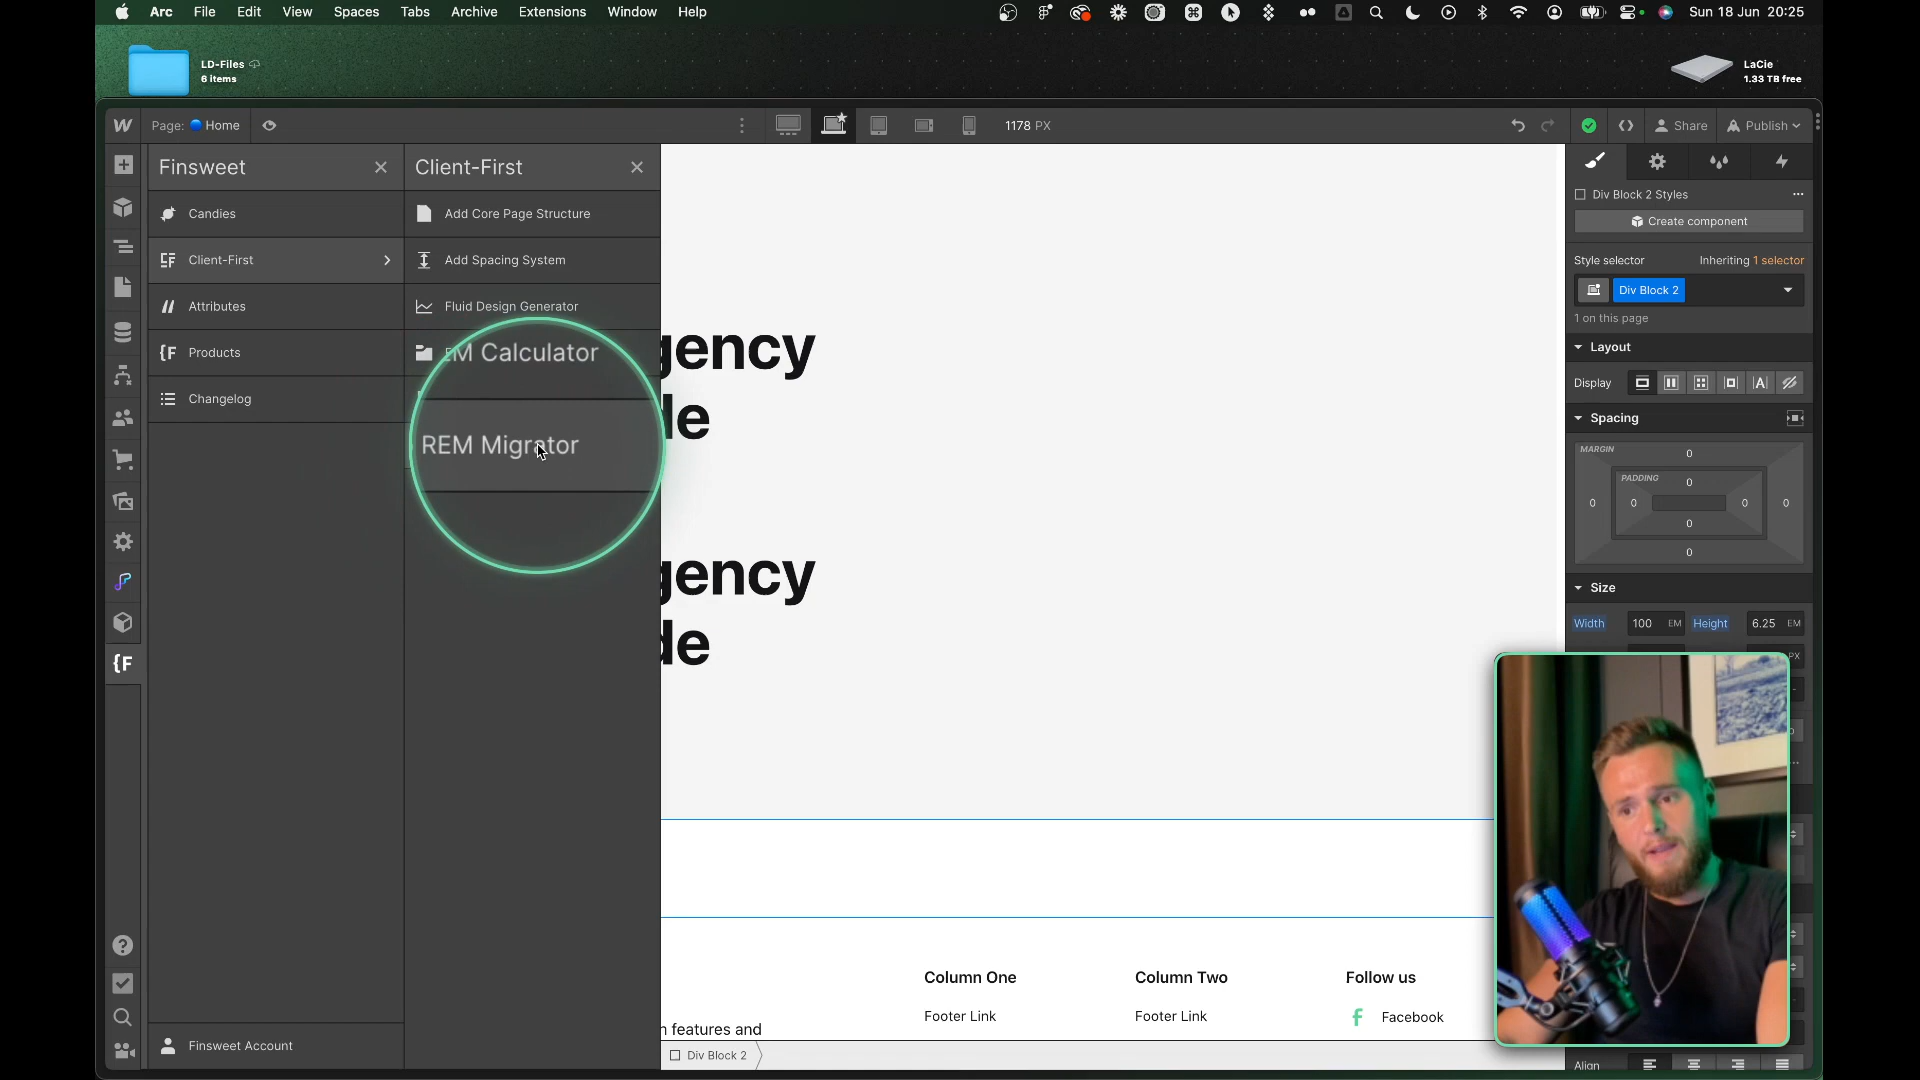 Arc File Edit View Spaces Tabs Archive Extensions Window Help
Sun 18 Jun 20:25
LD-Files
6 items
LaCie
1.33 TB free
Page: Home
1178 PX
Share
Publish
Finsweet
Candies
Client-First
Attributes
Products
Changelog
Finsweet Account
Client-First
Add Core Page Structure
Add Spacing System
Fluid Design Generator
EM Calculator
REM Migrator
gency
de
gency
de
n features and
Column One
Footer Link
Column Two
Footer Link
Follow us
Facebook
Div Block 2
Div Block 2 Styles
Create component
Style selector
Inheriting 1 selector
Div Block 2
1 on this page
Layout
Display
Spacing
MARGIN
0
PADDING
0
0 0 0 0
0
0
Size
Width 100 EM Height 6.25 EM
PX
Align